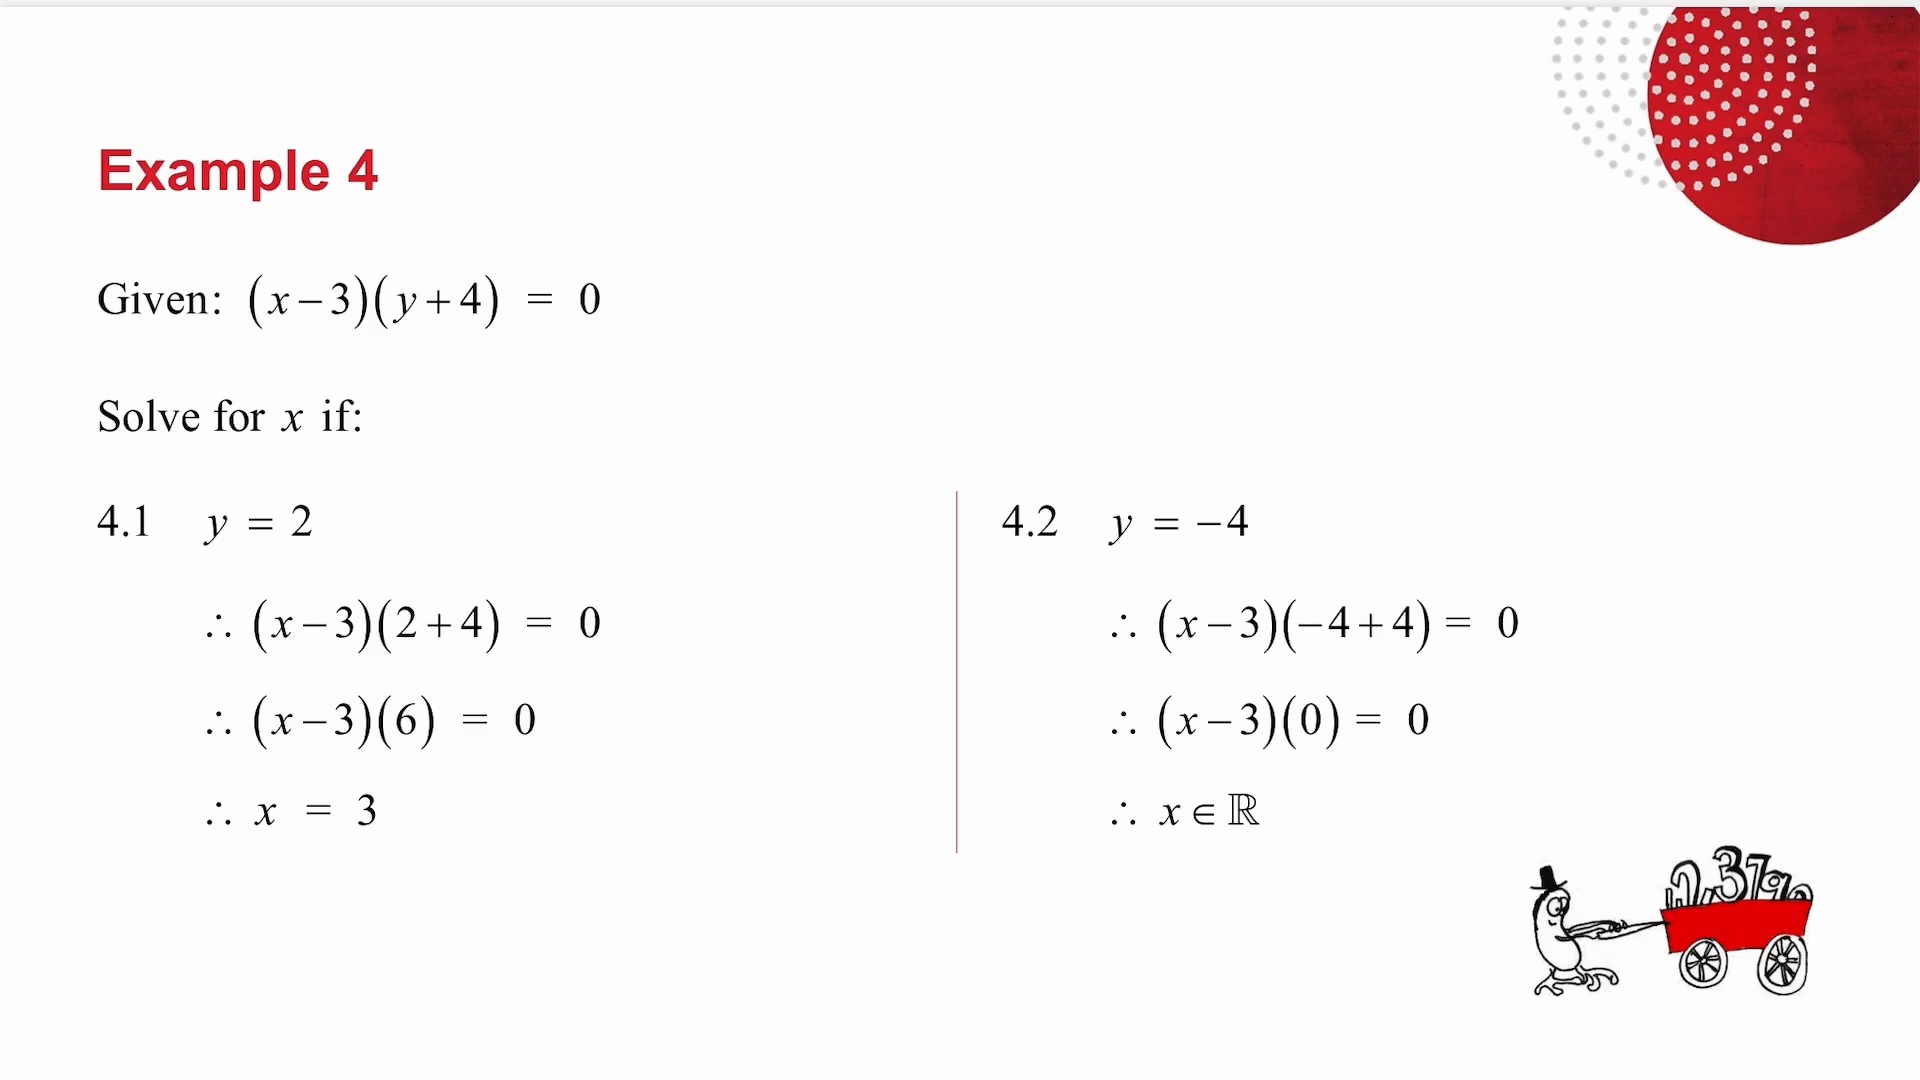 Example 4
Given: (x−3)(y+4) = 0
Solve for x if:
4.1 y = 2
∴ (x−3)(2+4) = 0
∴ (x−3)(6) = 0
∴ x = 3
4.2 y = −4
∴ (x−3)(−4+4) = 0
∴ (x−3)(0) = 0
∴ x ∈ ℝ